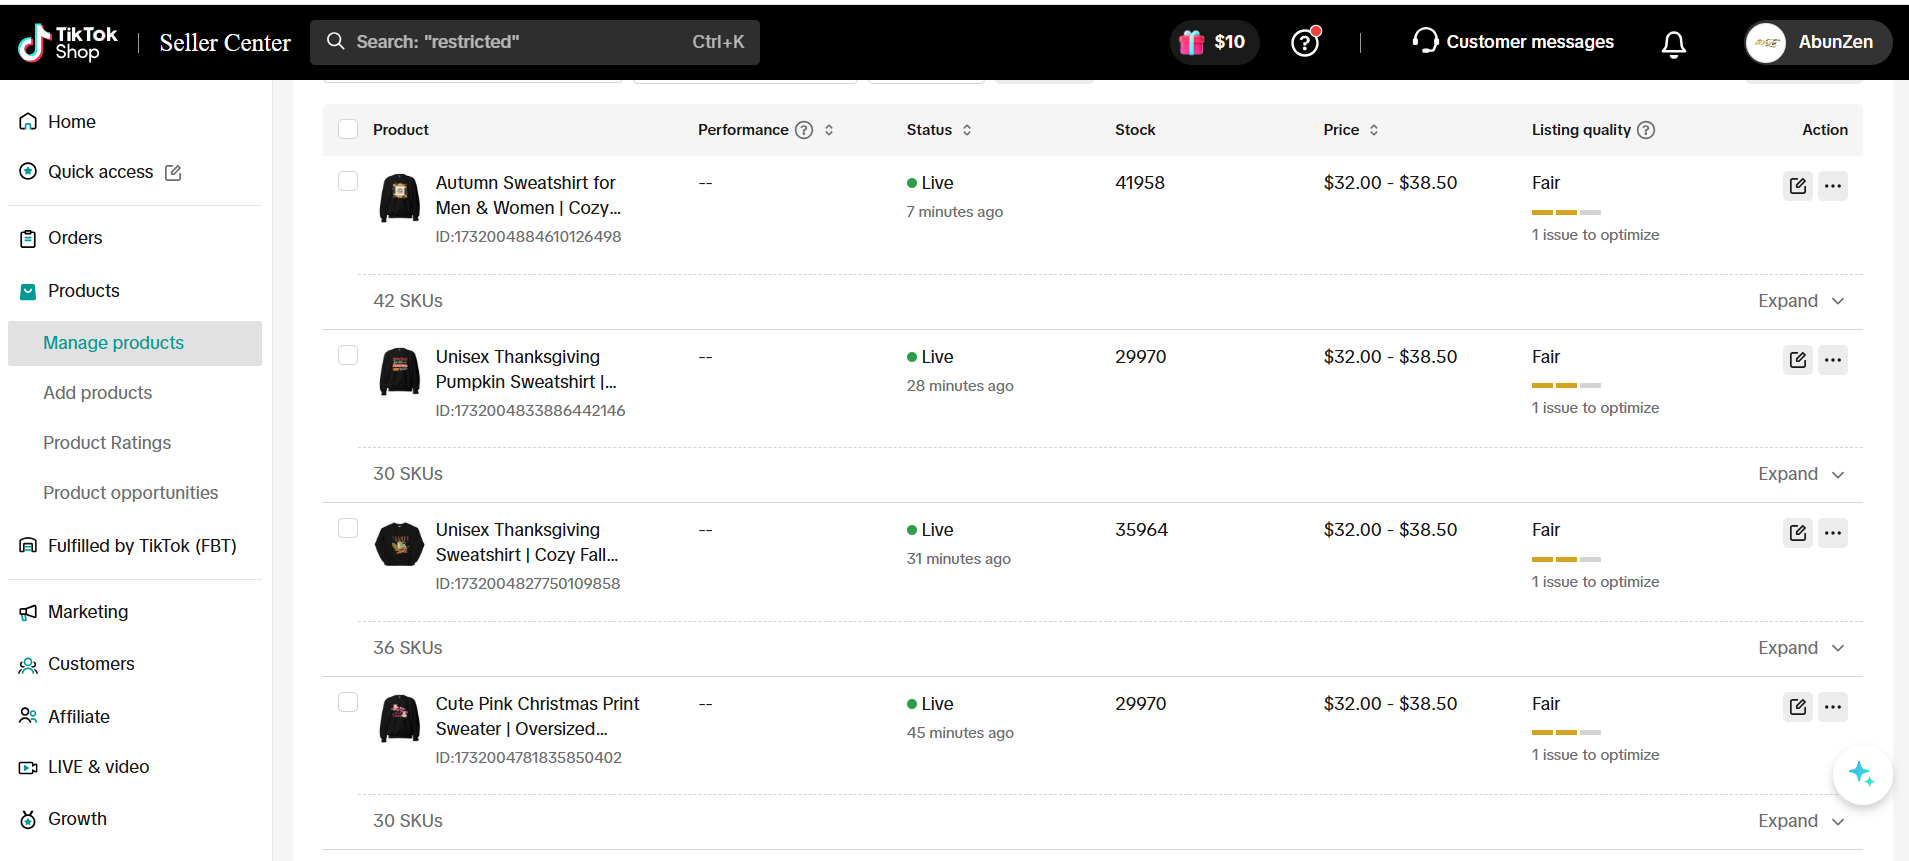 TikTok Shop | Seller Center
Search: "restricted" Ctrl+K
$10
Customer messages
AbunZen
Home
Quick access
Orders
Products
Manage products
Add products
Product Ratings
Product opportunities
Fulfilled by TikTok (FBT)
Marketing
Customers
Affiliate
LIVE & video
Growth
Product Performance Status Stock Price Listing quality Action
Autumn Sweatshirt for -- Live 41958 $32.00 - $38.50 Fair
Men & Women | Cozy... 7 minutes ago
ID:1732004884610126498 1 issue to optimize
42 SKUs Expand
Unisex Thanksgiving -- Live 29970 $32.00 - $38.50 Fair
Pumpkin Sweatshirt |... 28 minutes ago
ID:1732004833886442146 1 issue to optimize
30 SKUs Expand
Unisex Thanksgiving -- Live 35964 $32.00 - $38.50 Fair
Sweatshirt | Cozy Fall... 31 minutes ago
ID:1732004827750109858 1 issue to optimize
36 SKUs Expand
Cute Pink Christmas Print -- Live 29970 $32.00 - $38.50 Fair
Sweater | Oversized... 45 minutes ago
ID:1732004781835850402 1 issue to optimize
30 SKUs Expand